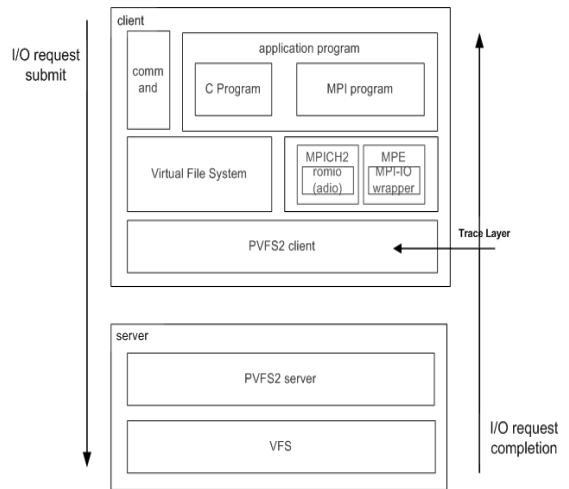 client
I/O request
submit
comm
and
application program
C Program
MPI program
Virtual File System
MPICH2
romio
(adio)
MPE
MPI-IO
wrapper
Trace Layer
PVFS2 client
server
PVFS2 server
VFS
I/O request
completion